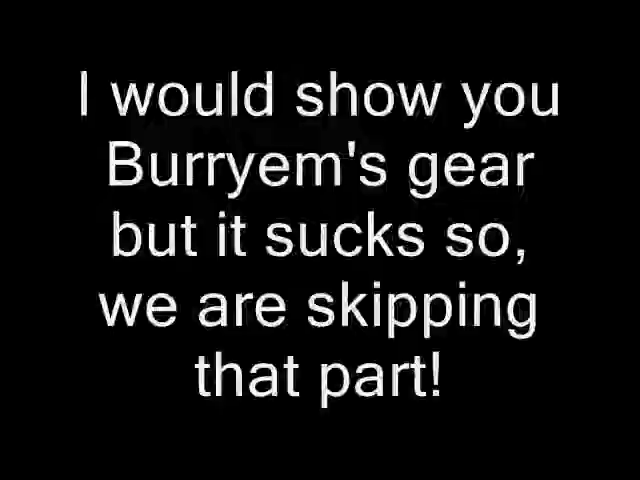 I would show you
Burryem's gear
but it sucks so,
we are skipping
that part!